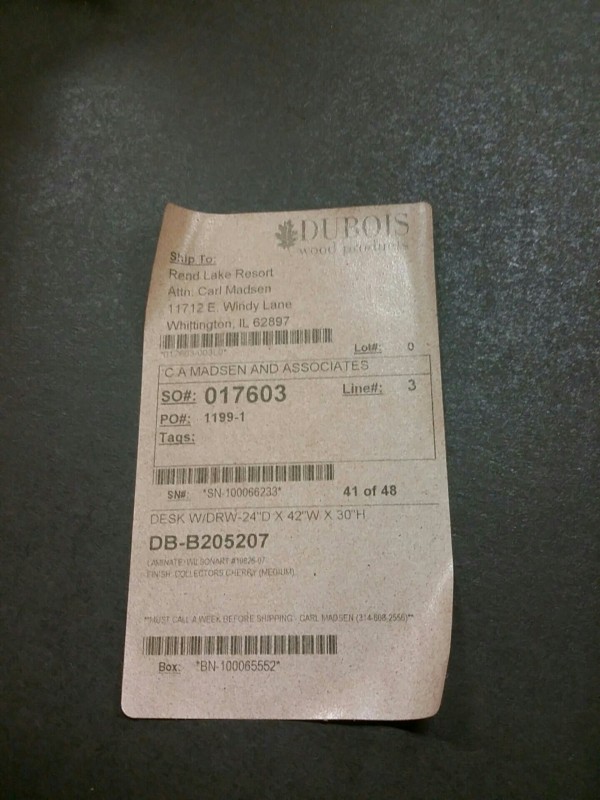 DUBOIS
wood products
Ship To:
Rend Lake Resort
Attn: Carl Madsen
11712 E. Windy Lane
Whittington, IL 62897
Lot#: 0
C A MADSEN AND ASSOCIATES
SO#: 017603 Line#: 3
PO#: 1199-1
Tags:
SN#: *SN-100066233* 41 of 48
DESK W/DRW-24"D X 42"W X 30"H
DB-B205207
LAMINATE: WILSONART
FINISH: COLLECTORS CHERRY (MEDIUM)
**MUST CALL A WEEK BEFORE SHIPPING - CARL MADSEN
Box: *BN-100065552*